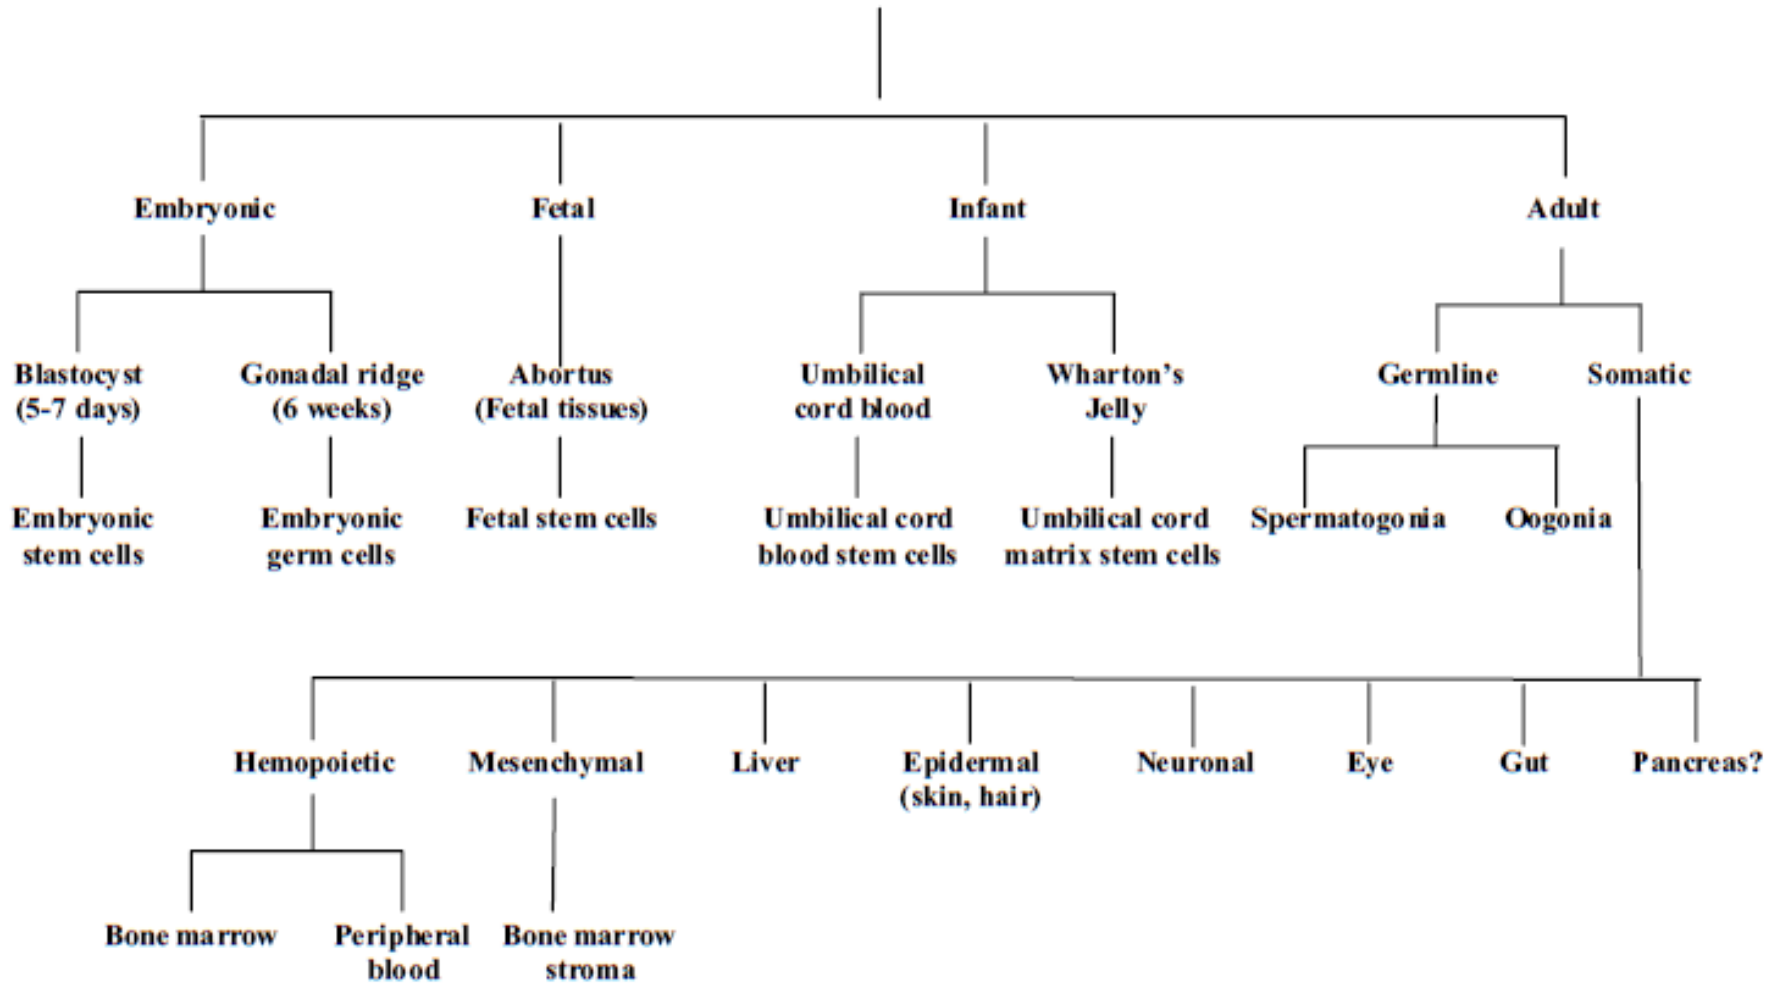 Embryonic
Fetal
Infant
Adult
Blastocyst
(5-7 days)
Gonadal ridge
(6 weeks)
Abortus
(Fetal tissues)
Umbilical
cord blood
Wharton's
Jelly
Germline
Somatic
Embryonic
stem cells
Embryonic
germ cells
Fetal stem cells
Umbilical cord
blood stem cells
Umbilical cord
matrix stem cells
Spermatogonia
Oogonia
Hemopoietic
Mesenchymal
Liver
Epidermal
(skin, hair)
Neuronal
Eye
Gut
Pancreas?
Bone marrow
Peripheral
blood
Bone marrow
stroma